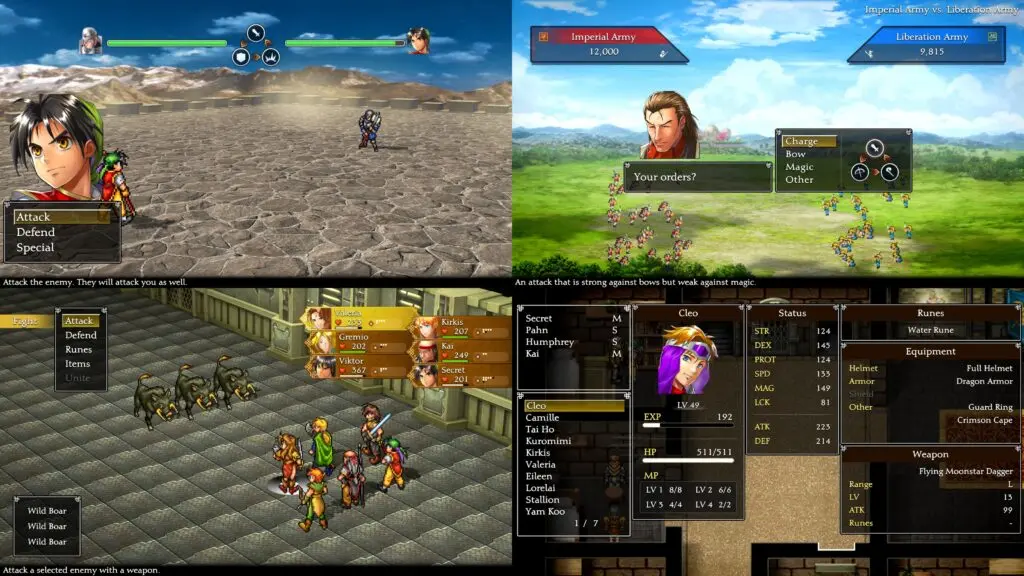 Attack
Defend
Special
Attack the enemy. They will attack you as well.
Imperial Army vs. Liberation Army
Imperial Army
12,000
Liberation Army
9,815
Your orders?
Charge
Bow
Magic
Other
An attack that is strong against bows but weak against magic.
Fight
Attack
Defend
Runes
Items
Unite
Valeria
Gremio
202
Viktor
367
Kirkis
207
Kai
249
Secret
201
Wild Boar
Wild Boar
Wild Boar
Attack a selected enemy with a weapon.
Secret M
Pahn S
Humphrey S
Kai M
Cleo
Camille
Tai Ho
Kuromimi
Kirkis
Valeria
Eileen
Lorelai
Stallion
Yam Koo
1 / 7
Cleo
LV 49
EXP 192
HP 511/511
MP
LV 1 8/8 LV 2 6/6
LV 3 4/4 LV 4 2/2
Status
STR 124
DEX 145
PROT 124
SPD 133
MAG 149
LCK 81
ATK 223
DEF 214
Runes
Water Rune
Equipment
Helmet Full Helmet
Armor Dragon Armor
Shield
Other Guard Ring
Crimson Cape
Weapon
Flying Moonstar Dagger
Range L
LV 13
ATK 99
Runes -